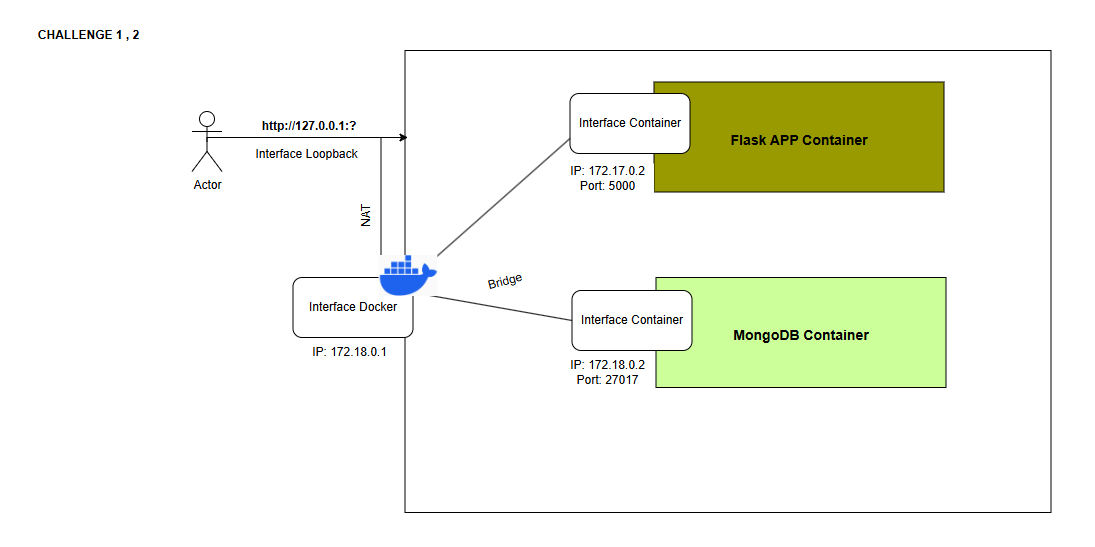 CHALLENGE 1 , 2
http://127.0.0.1:?
Interface Loopback
Actor
NAT
Interface Docker
IP: 172.18.0.1
Bridge
Interface Container
IP: 172.17.0.2
Port: 5000
Flask APP Container
Interface Container
IP: 172.18.0.2
Port: 27017
MongoDB Container